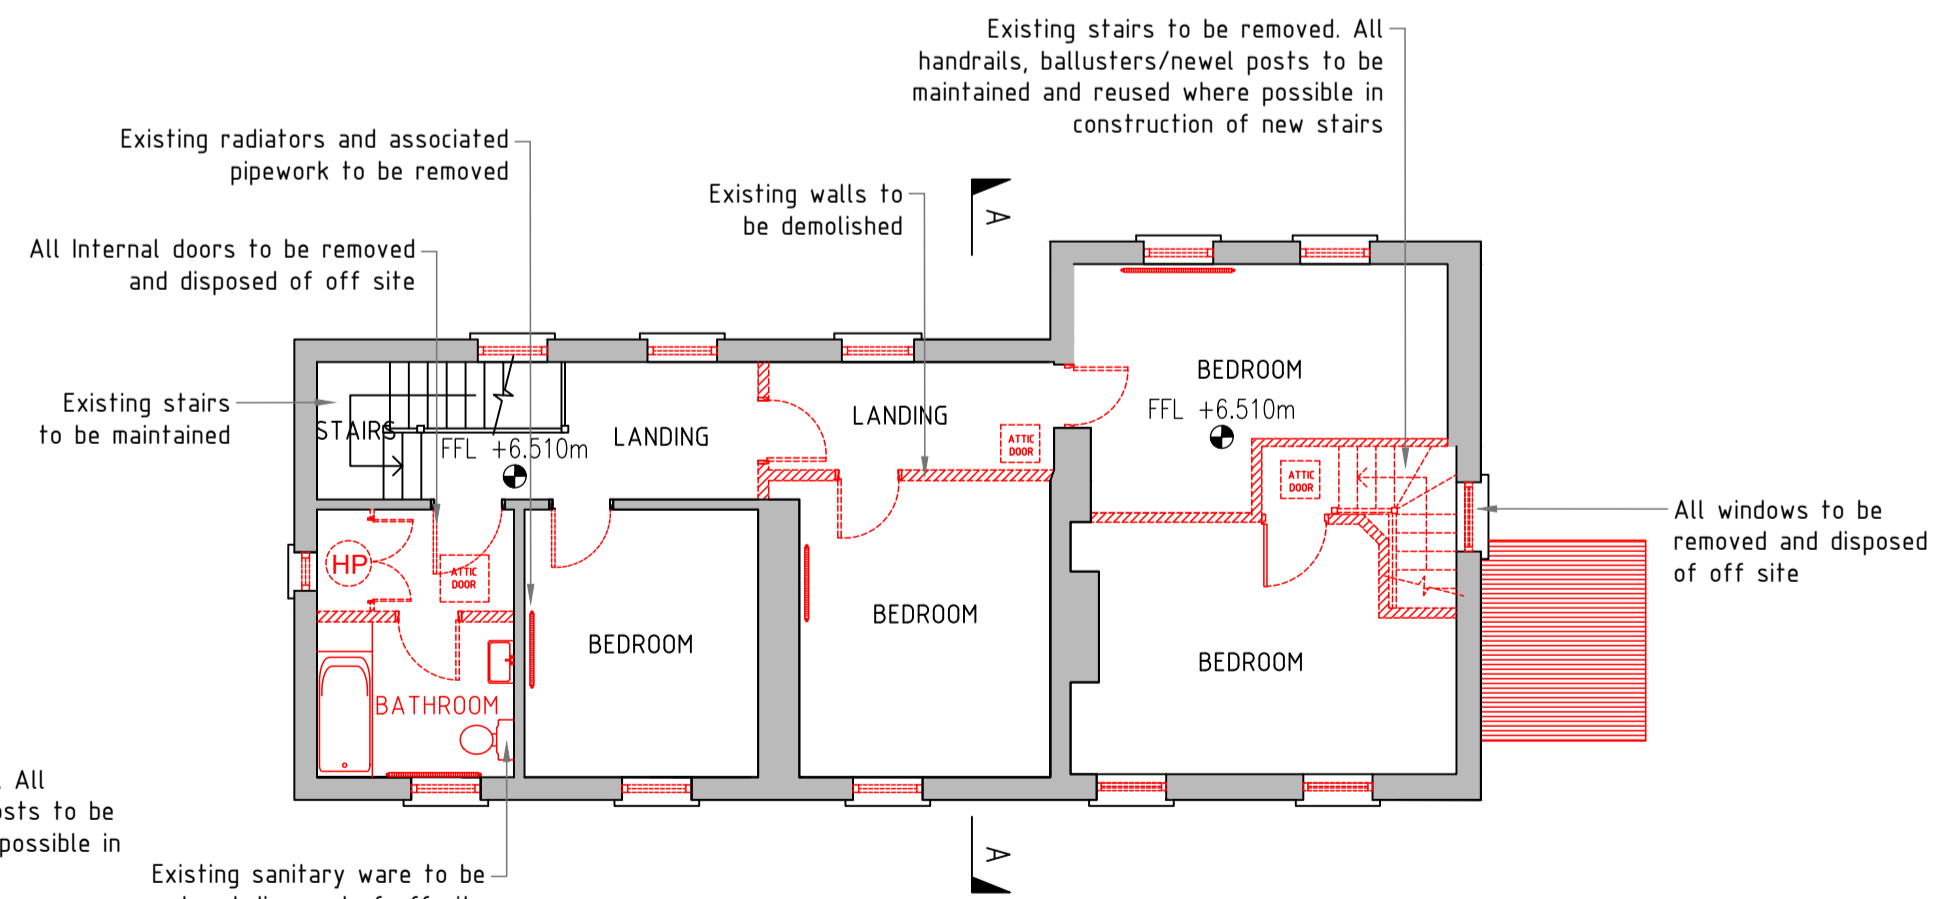 Existing stairs to be removed. All
handrails, ballusters/newel posts to be
maintained and reused where possible in
construction of new stairs
Existing radiators and associated
pipework to be removed
Existing walls to
be demolished
A
All Internal doors to be removed
and disposed of off site
BEDROOM
FFL +6.510m
Existing stairs
to be maintained
STAIRS
FFL +6.510m
LANDING
LANDING
ATTIC
DOOR
ATTIC
DOOR
All windows to be
removed and disposed
of off site
HP
ATTIC
DOOR
BEDROOM
BEDROOM
BEDROOM
BATHROOM
All
posts to be
possible in
A
Existing sanitary ware to be